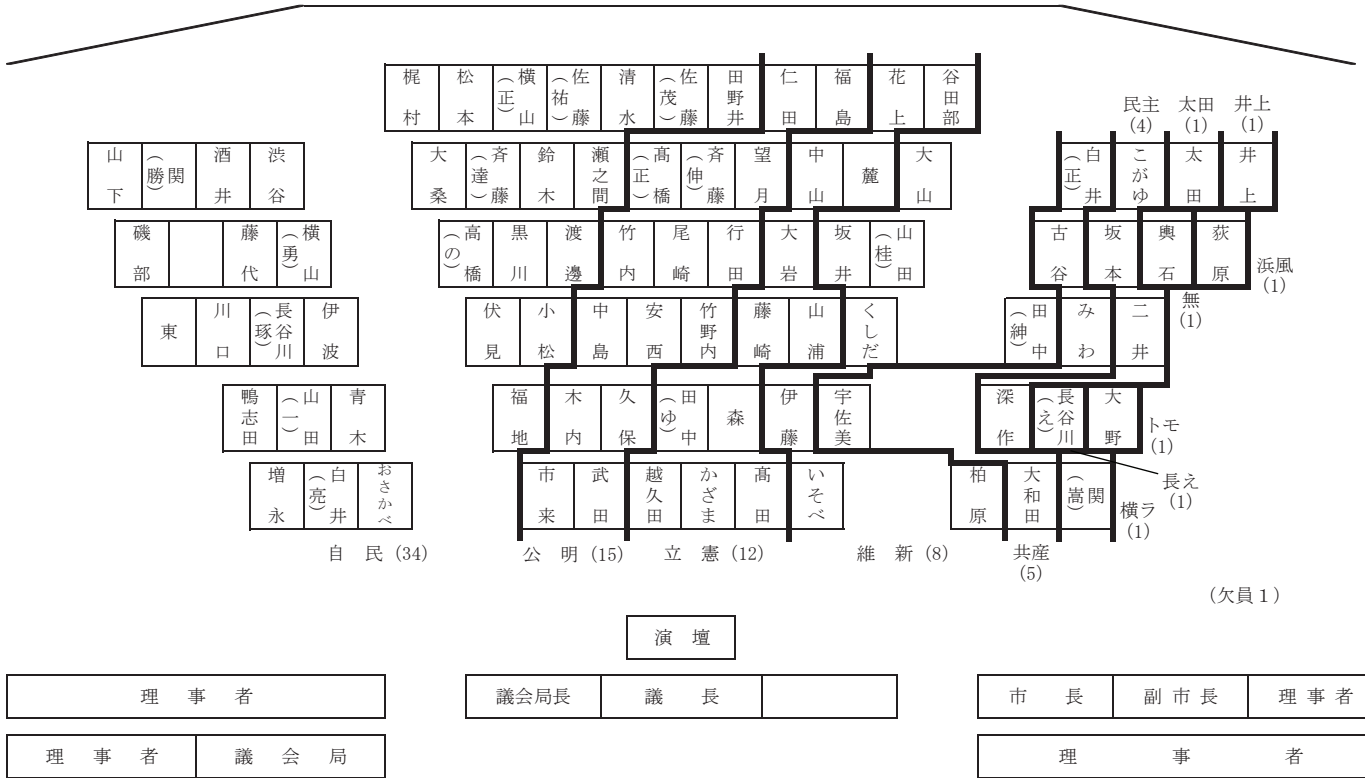 梶村 松本 横山(正) 佐藤(祐) 清水 佐藤(茂) 田野井 仁田 福島 花上 谷田部
民主(4) 太田(1) 井上(1)
山下 関(勝) 酒井 渋谷 大桑 斉藤(達) 鈴木 瀬之間 髙橋(正) 斉藤(伸) 望月 中山 麓 大山 白井(正) こがゆ 太田 井上
磯部 藤代 横山(勇) 高橋(の) 黒川 渡邊 竹内 尾崎 行田 大岩 坂井 山田(桂) 古谷 坂本 輿石 荻原
浜風(1)
無(1)
東 川口 長谷川(琢) 伊波 伏見 小松 中島 安西 竹野内 藤崎 山浦 くしだ 田中(紳) みわ 二井
鴨志田 山田(一) 青木 福地 木内 久保 田中(ゆ) 森 伊藤 宇佐美 深作 長谷川(え) 大野
トモ(1)
長え(1)
増永 白井(亮) おさかべ 市来 武田 越久田 かざま 髙田 いそべ 柏原 大和田 関(嵩)
横ラ(1)
自民(34) 公明(15) 立憲(12) 維新(8) 共産(5)
(欠員1)
演壇
理事者 議会局長 議長 市長 副市長 理事者
理事者 議会局 理事者